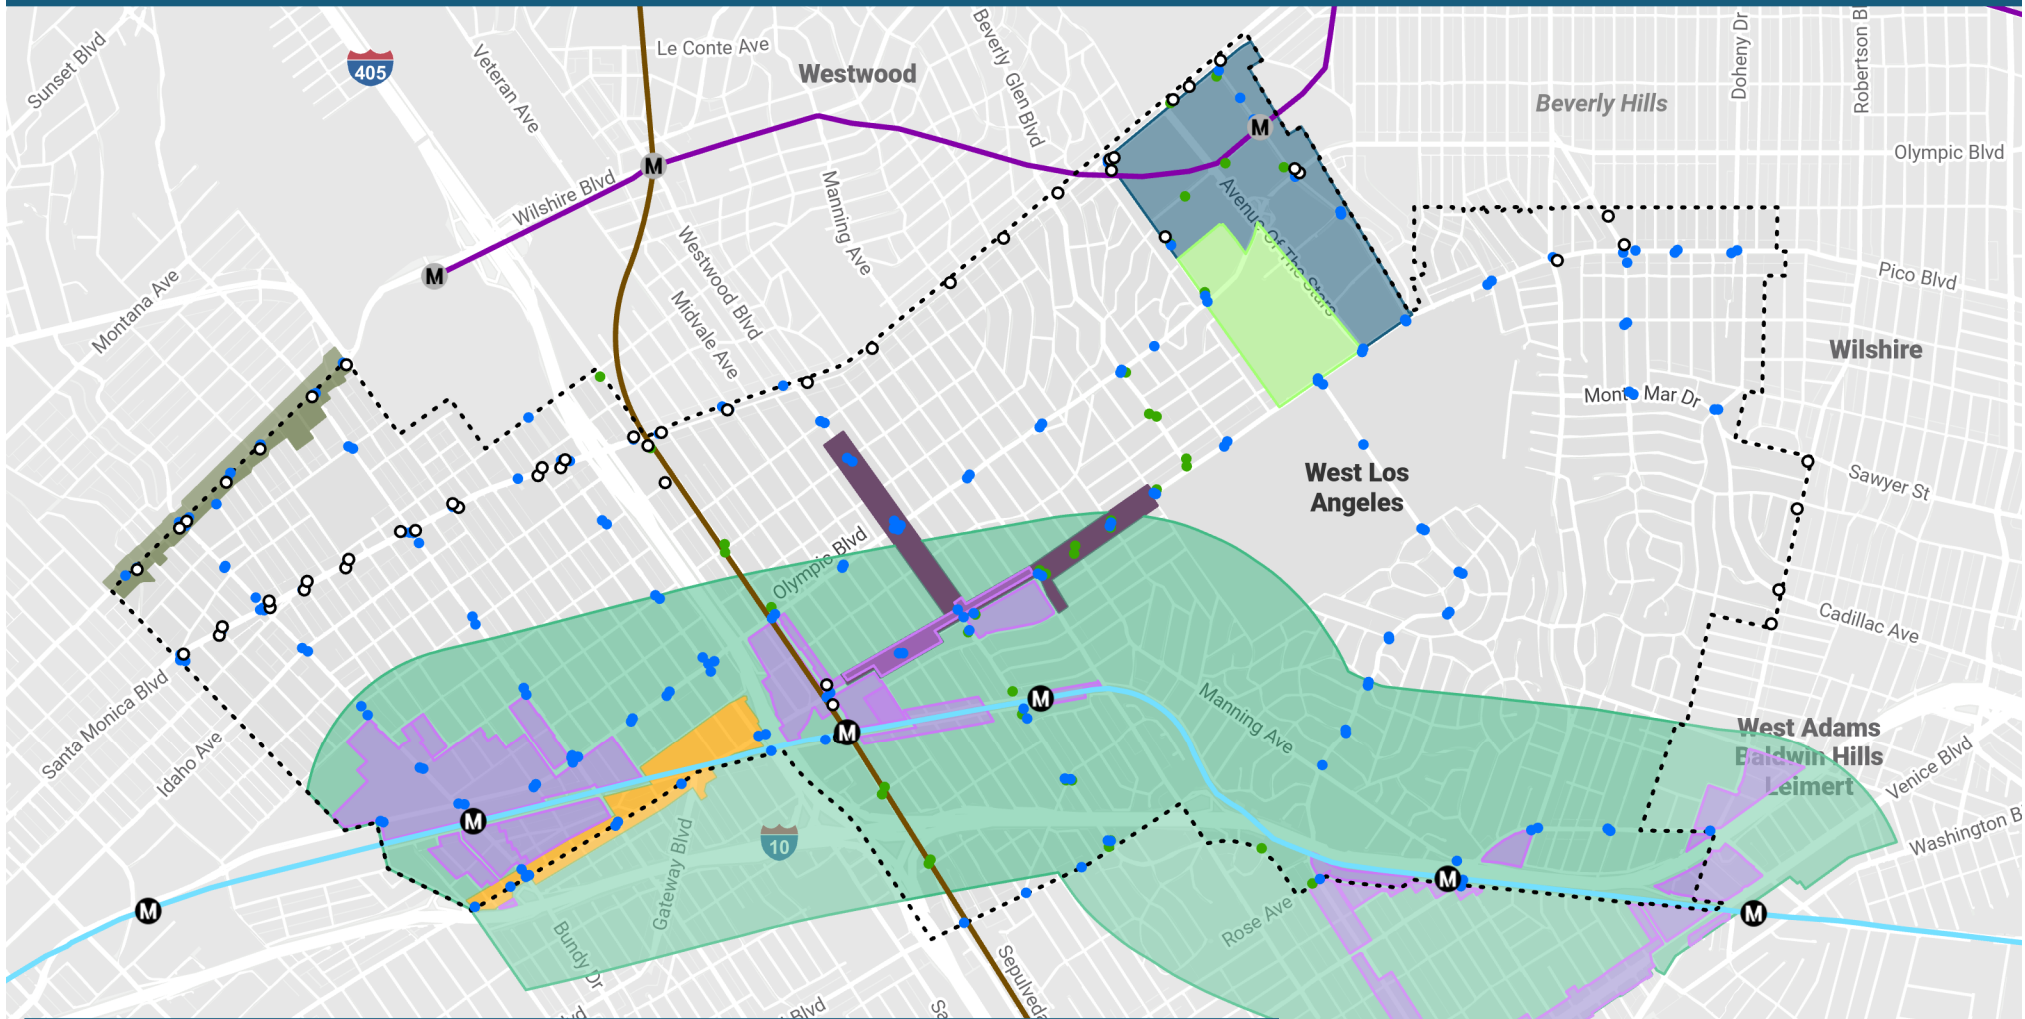 Sunset Blvd
405
Veteran Ave
Le Conte Ave
Westwood
Beverly Glen Blvd
Doheny Dr
Robertson Bl
Beverly Hills
Olympic Blvd
M
M
M
Wilshire Blvd
Manning Ave
Avenue Of The Stars
Westwood Blvd
Midvale Ave
Montana Ave
Pico Blvd
Wilshire
Monte Mar Dr
West Los
Angeles
Sawyer St
Olympic Blvd
Cadillac Ave
Santa Monica Blvd
Idaho Ave
M
M
Manning Ave
West Adams
Baldwin Hills
Leimert
Venice Blvd
Washington B
M
10
Gateway Blvd
M
M
M
Rose Ave
Bundy Dr
Sepulveda
Sa
vd
l Blvd